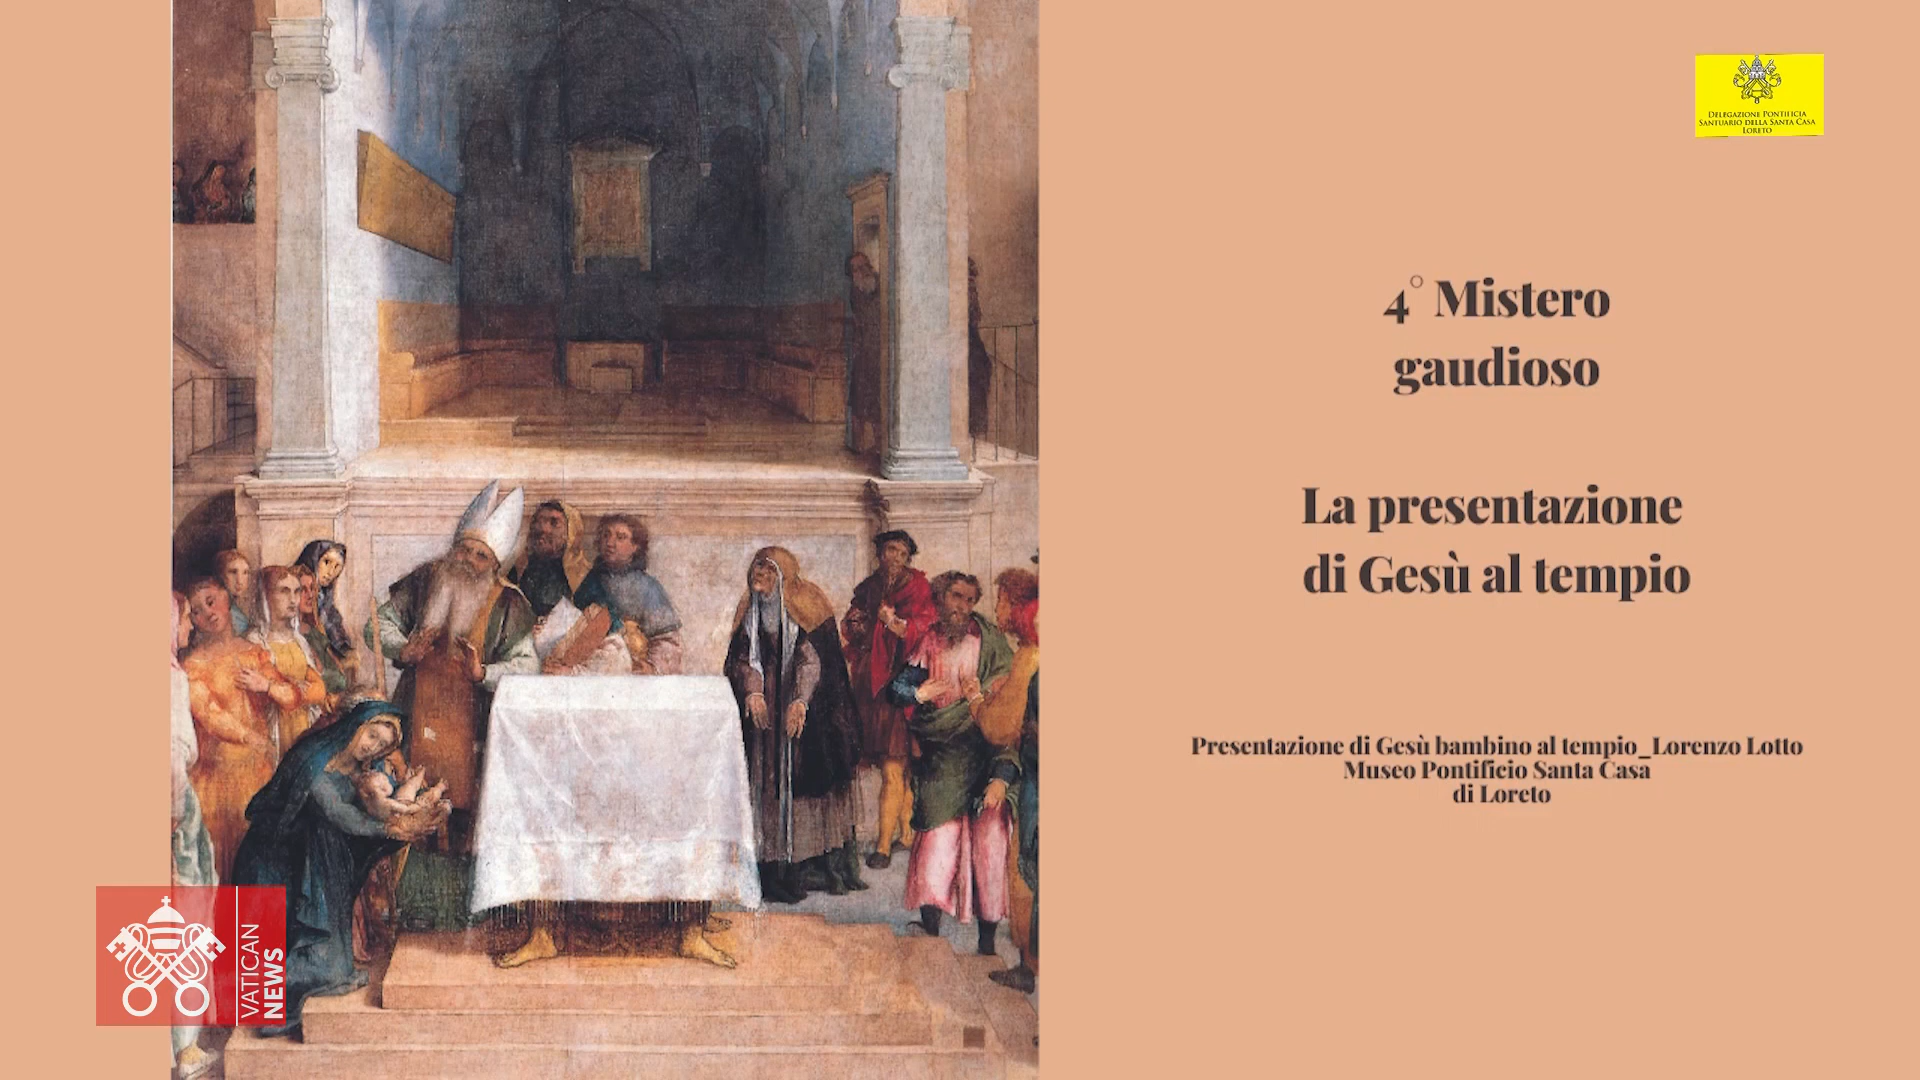 DELEGAZIONE PONTIFICIA
SANTUARIO DELLA SANTA CASA
LORETO
4° Mistero
gaudioso
La presentazione
di Gesù al tempio
Presentazione di Gesù bambino al tempio_Lorenzo Lotto
Museo Pontificio Santa Casa
di Loreto
VATICAN
NEWS